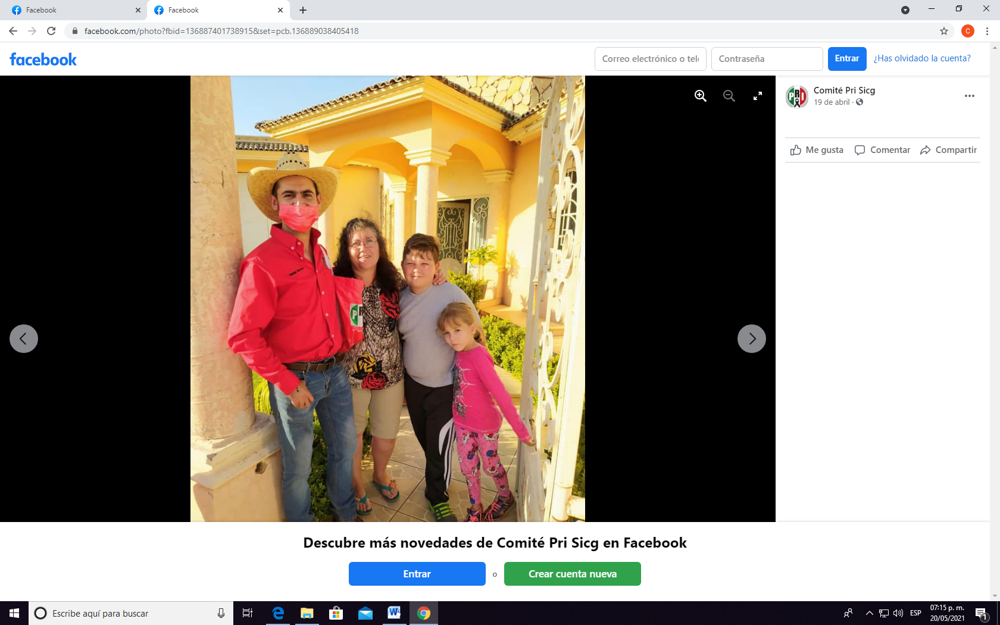 Facebook
Facebook
facebook.com/photo?fbid=136887401738915&set=pcb.136889038405418
C
facebook
Correo electrónico o telé
Contraseña
Entrar
¿Has olvidado la cuenta?
PRI
Comité Pri Sicg
19 de abril ·
Me gusta
Comentar
Compartir
P
Descubre más novedades de Comité Pri Sicg en Facebook
Entrar
o
Crear cuenta nueva
Escribe aquí para buscar
ESP
07:15 p. m.
20/05/2021
1